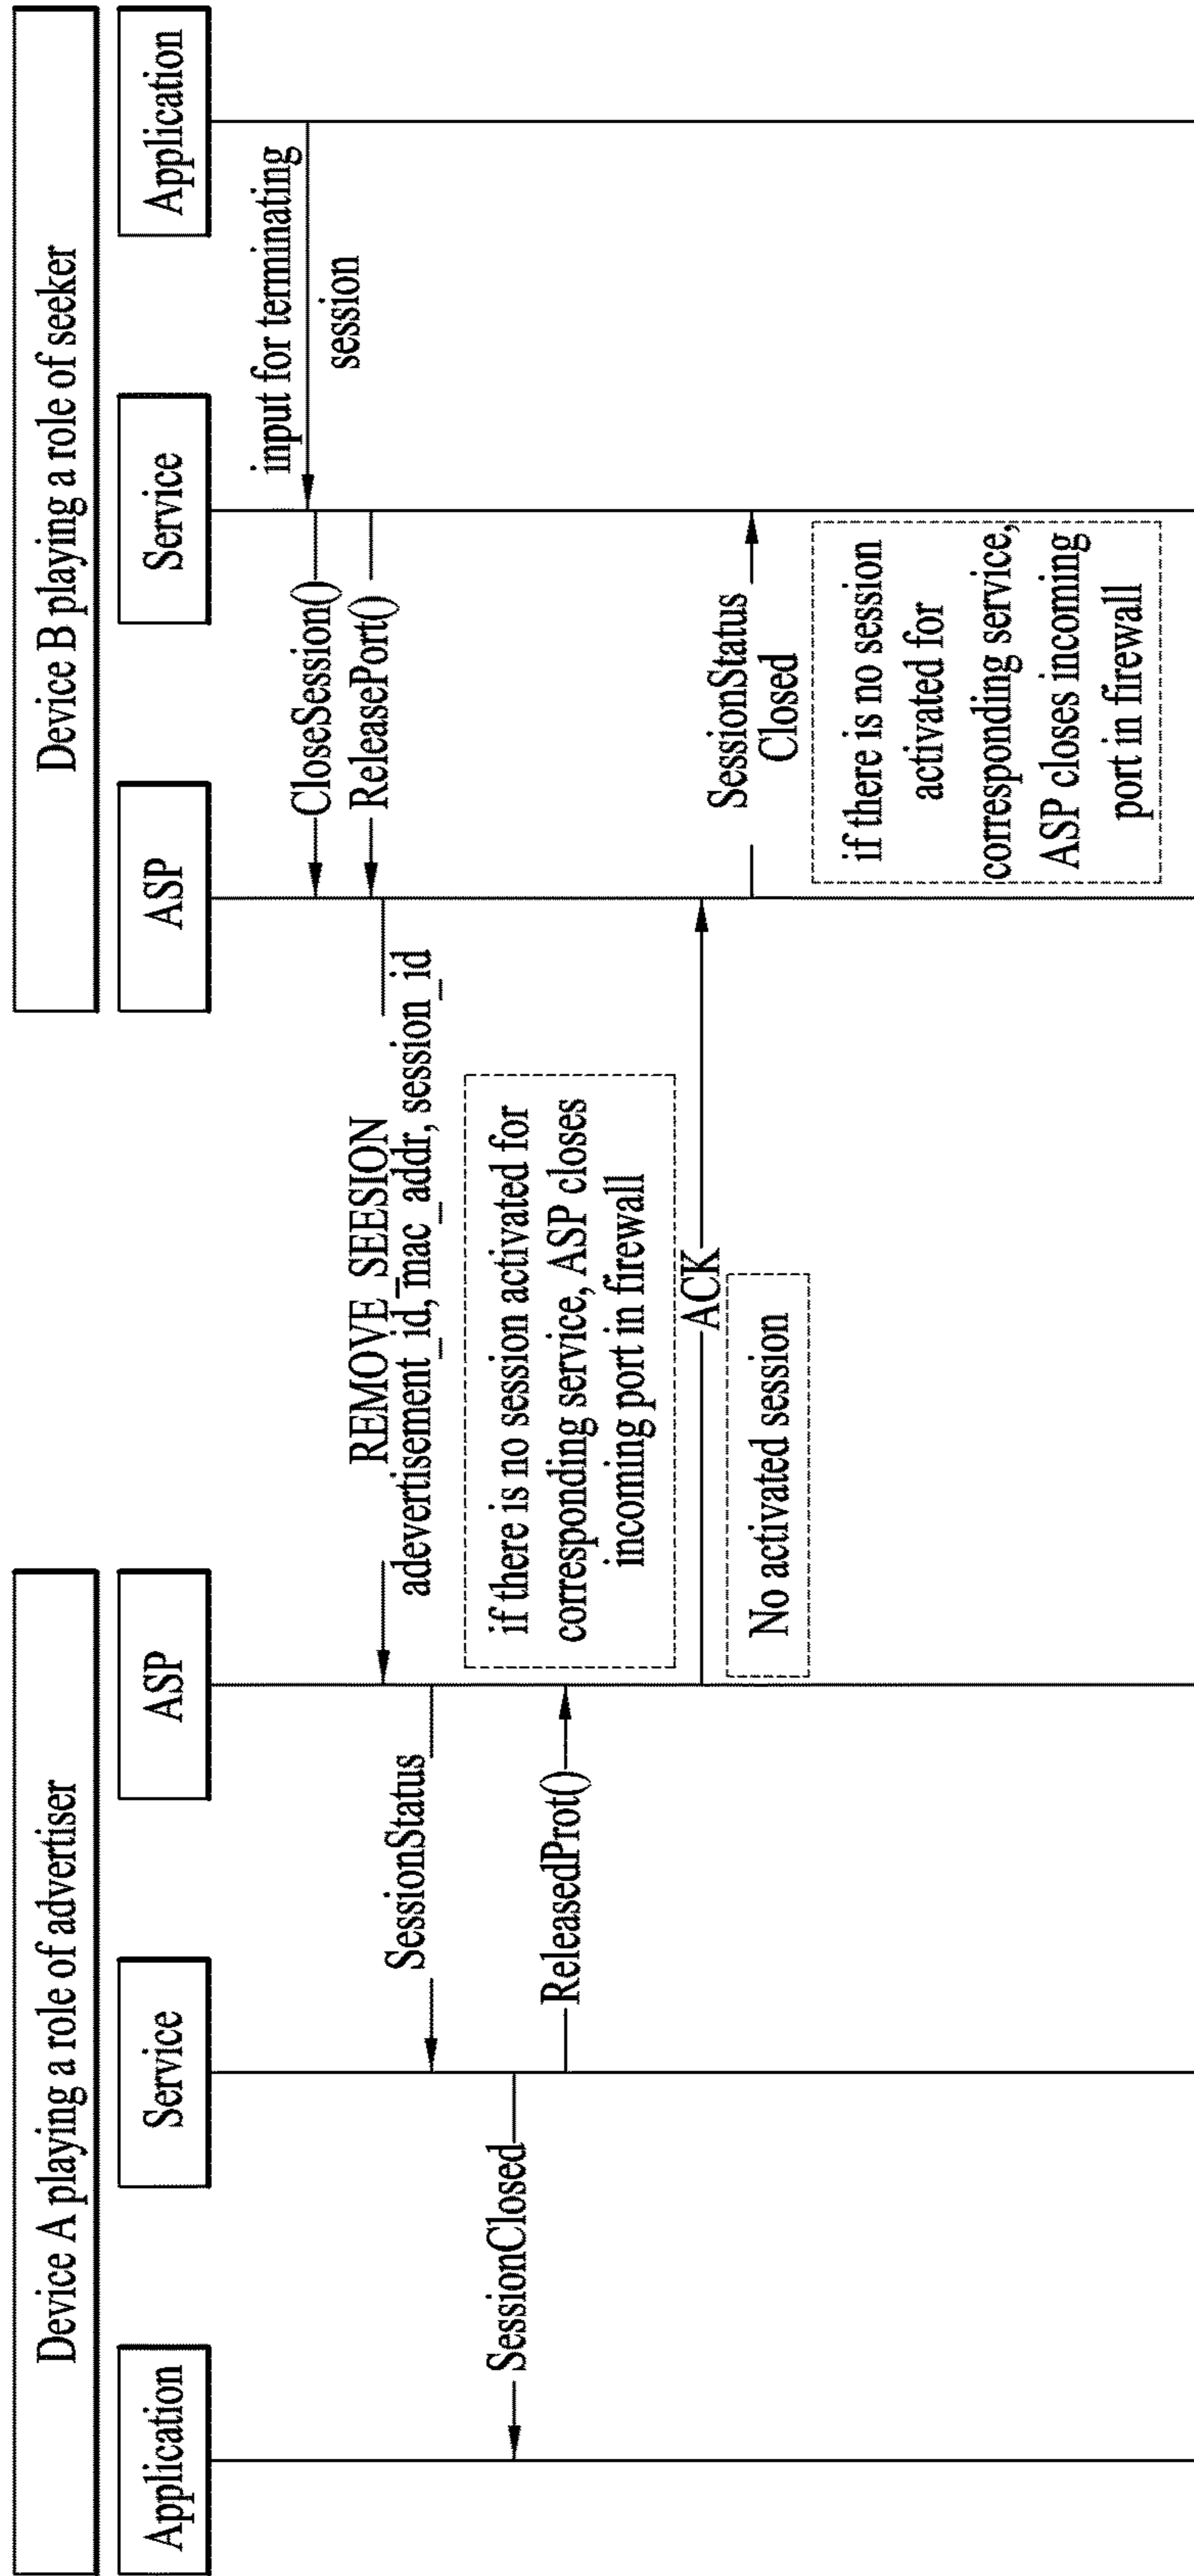 Device A playing a role of advertiser
Device B playing a role of seeker
Application
Service
ASP
ASP
Service
Application
input for terminating
session
CloseSession()
ReleasePort()
REMOVE_SEESION
adevertisement_id, mac_addr, session_id
SessionStatus
SessionClosed
if there is no session activated for
corresponding service, ASP closes
incoming port in firewall
ReleasedProt()
ACK
No activated session
SessionStatus
Closed
if there is no session
activated for
corresponding service,
ASP closes incoming
port in firewall